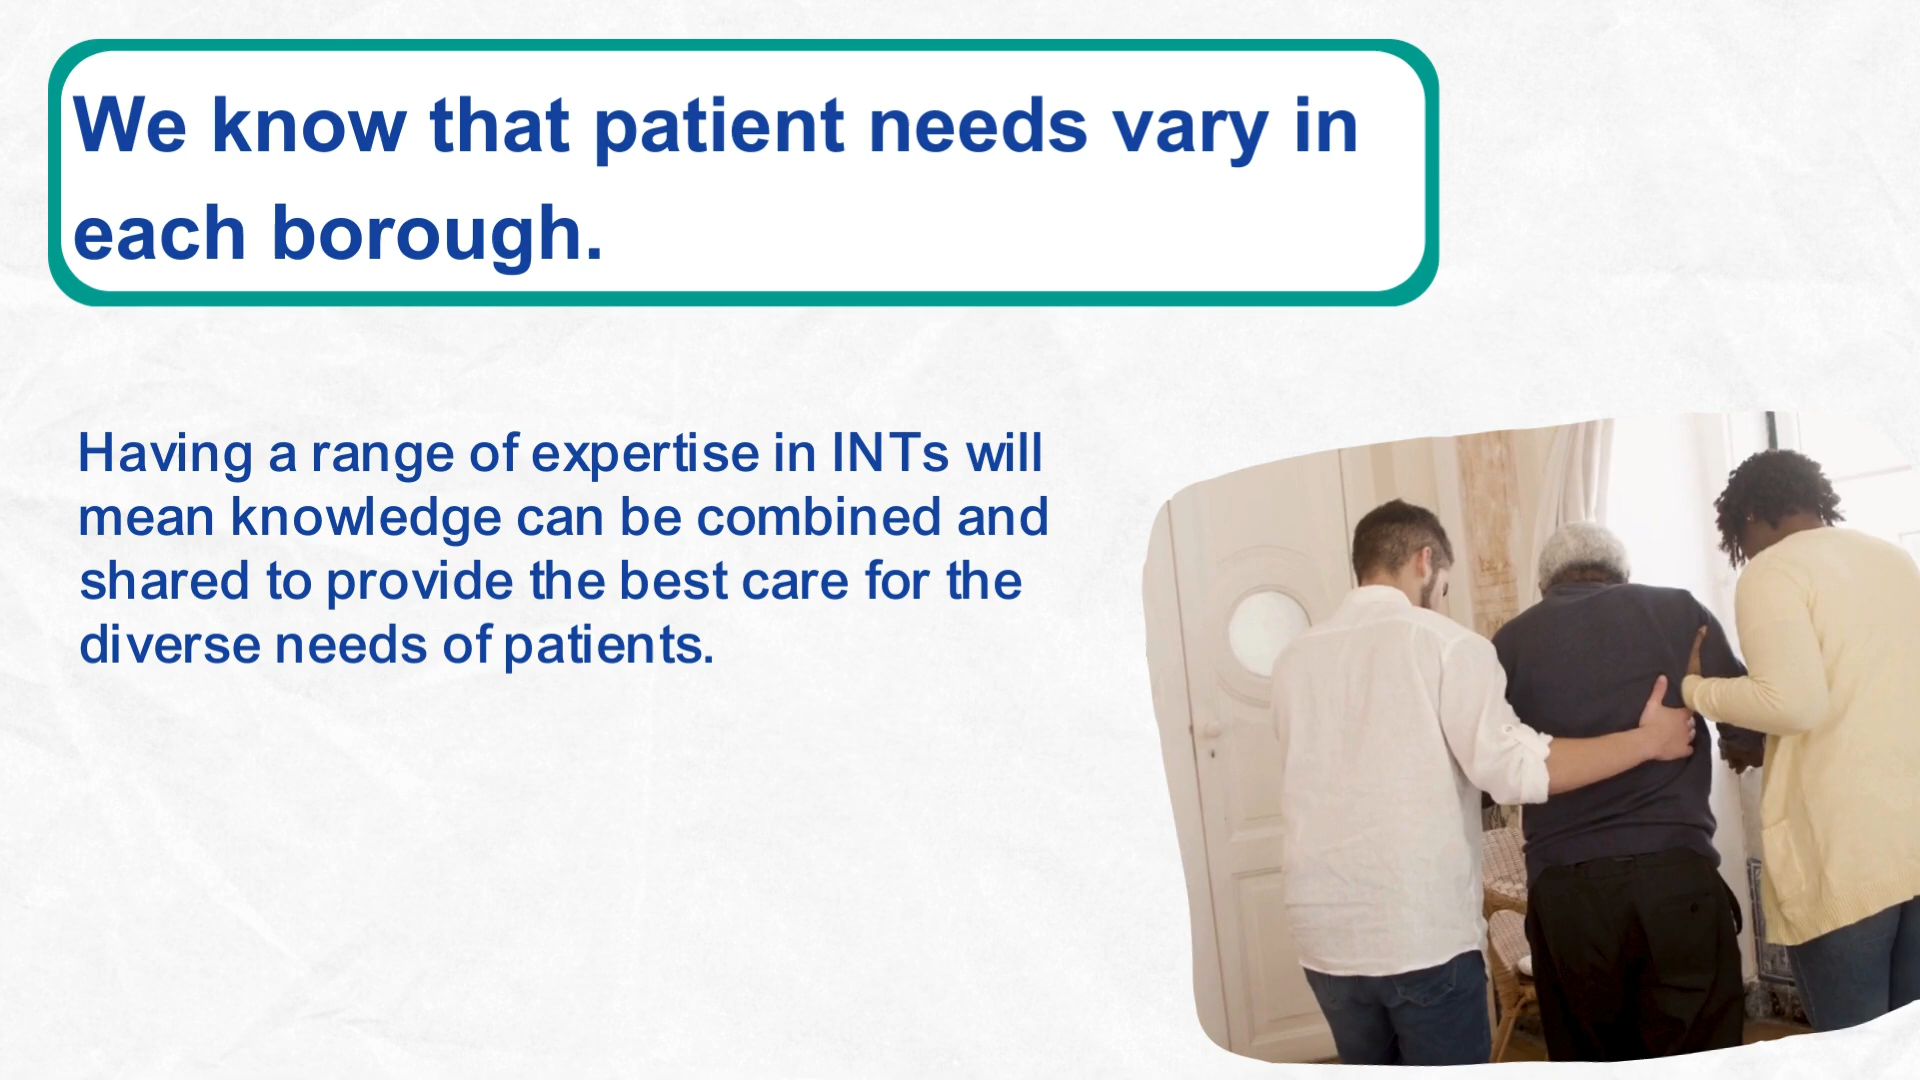 We know that patient needs vary in
each borough.
Having a range of expertise in INTs will
mean knowledge can be combined and
shared to provide the best care for the
diverse needs of patients.